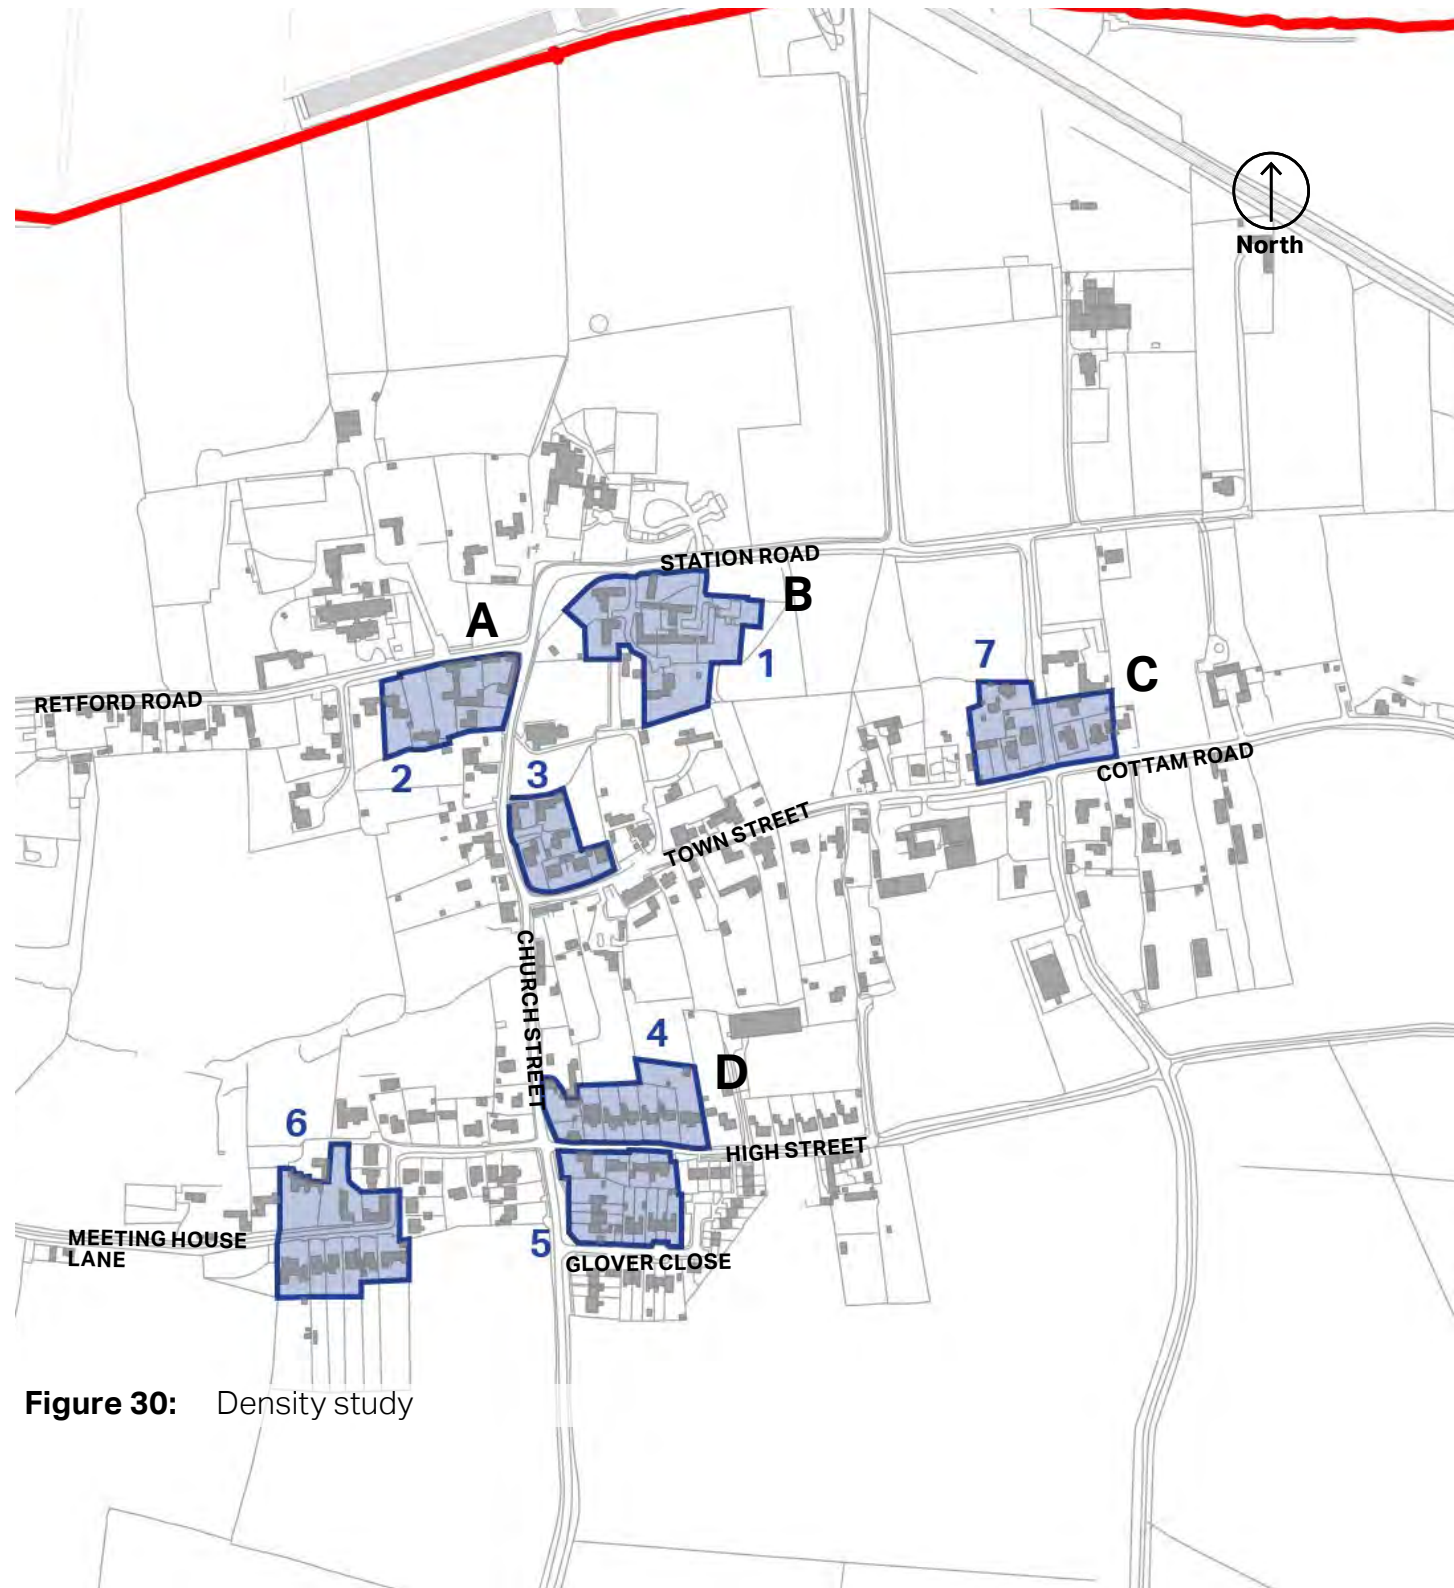 North
STATION ROAD
B
A
1
7
C
RETFORD ROAD
2
3
COTTAM ROAD
TOWN STREET
CHURCH STREET
4
D
6
HIGH STREET
MEETING HOUSE
LANE
5
GLOVER CLOSE
Figure 30: Density study